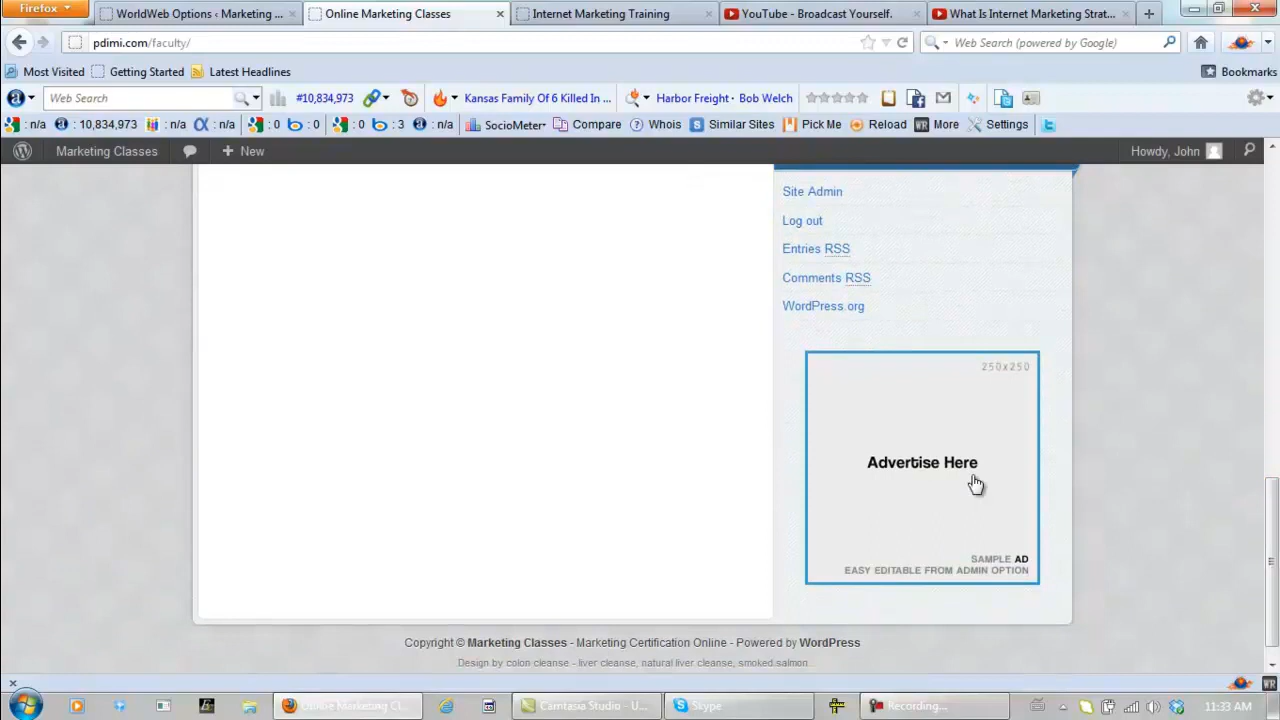 Firefox
WorldWeb Options ‹ Marketing ...
Online Marketing Classes
Internet Marketing Training
YouTube - Broadcast Yourself.
What Is Internet Marketing Strat...
pdimi.com/faculty/
Web Search (powered by Google)
Most Visited
Getting Started
Latest Headlines
Bookmarks
Web Search
#10,834,973
Kansas Family Of 6 Killed In ...
Harbor Freight · Bob Welch
: n/a
: 10,834,973
: n/a
: n/a
: 0
: 0
: 0
: 3
: n/a
SocioMeter
Compare
Whois
Similar Sites
Pick Me
Reload
More
Settings
Marketing Classes
New
Howdy, John
Site Admin
Log out
Entries RSS
Comments RSS
WordPress.org
250x250
Advertise Here
SAMPLE AD
EASY EDITABLE FROM ADMIN OPTION
Copyright © Marketing Classes - Marketing Certification Online - Powered by WordPress
Design by colon cleanse - liver cleanse, natural liver cleanse, smoked salmon
Online Marketing Cl...
Camtasia Studio - U...
Skype
Recording...
11:33 AM